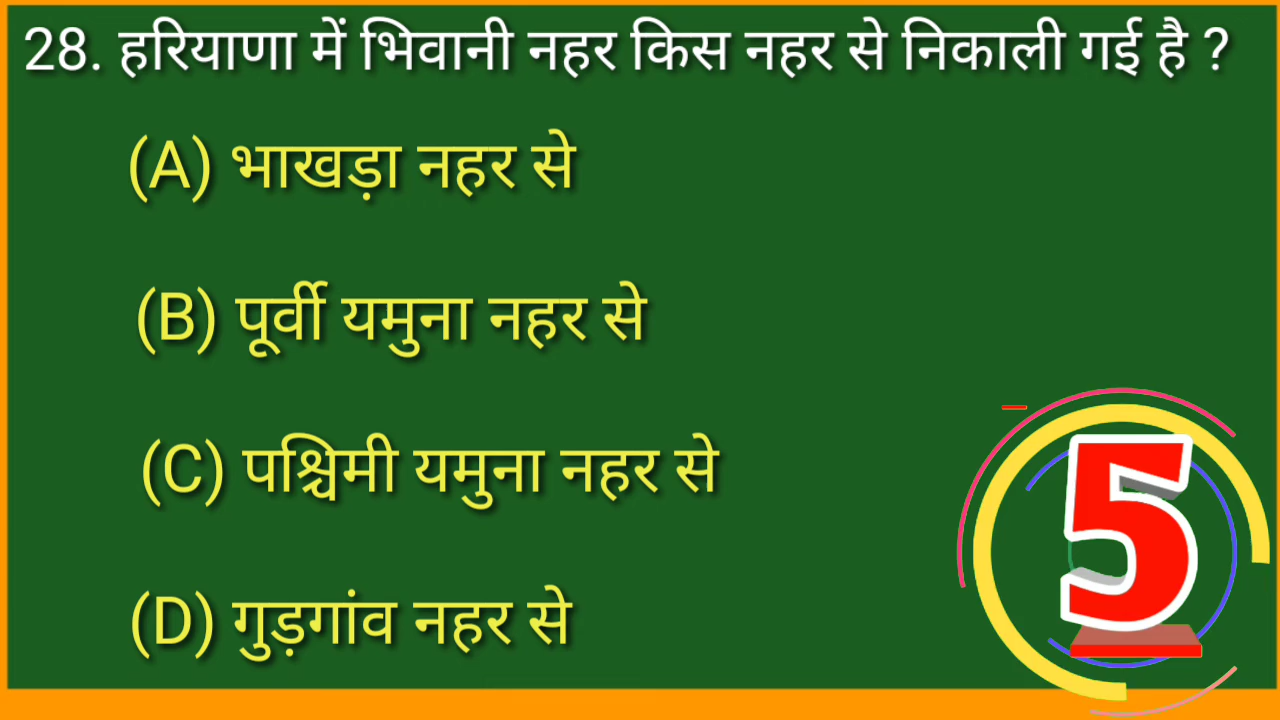 28. हरियाणा में भिवानी नहर किस नहर से निकाली गई है ?
(A) भाखड़ा नहर से
(B) पूर्वी यमुना नहर से
(C) पश्चिमी यमुना नहर से
(D) गुड़गांव नहर से
5